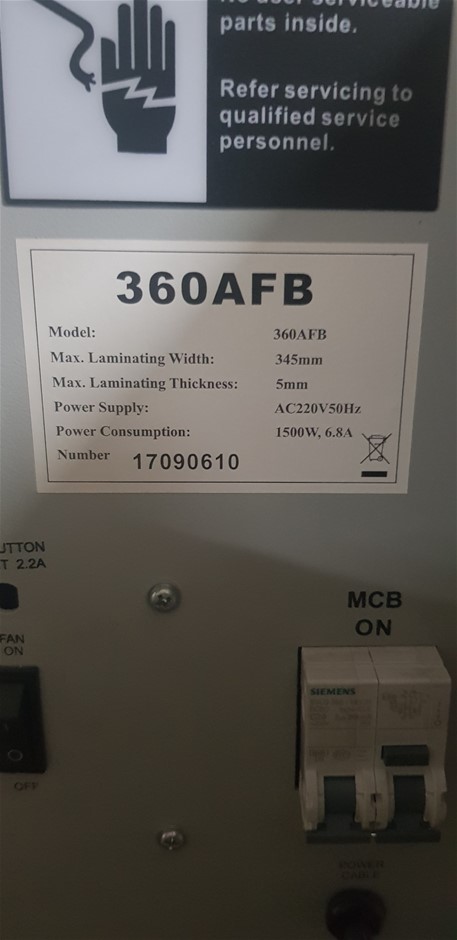 parts inside.
Refer servicing to
qualified service
personnel.
360AFB
Model: 360AFB
Max. Laminating Width: 345mm
Max. Laminating Thickness: 5mm
Power Supply: AC220V50Hz
Power Consumption: 1500W, 6.8A
Number 17090610
UTTON
T 2.2A
FAN
ON
OFF
MCB
ON
SIEMENS
POWER
CABLE